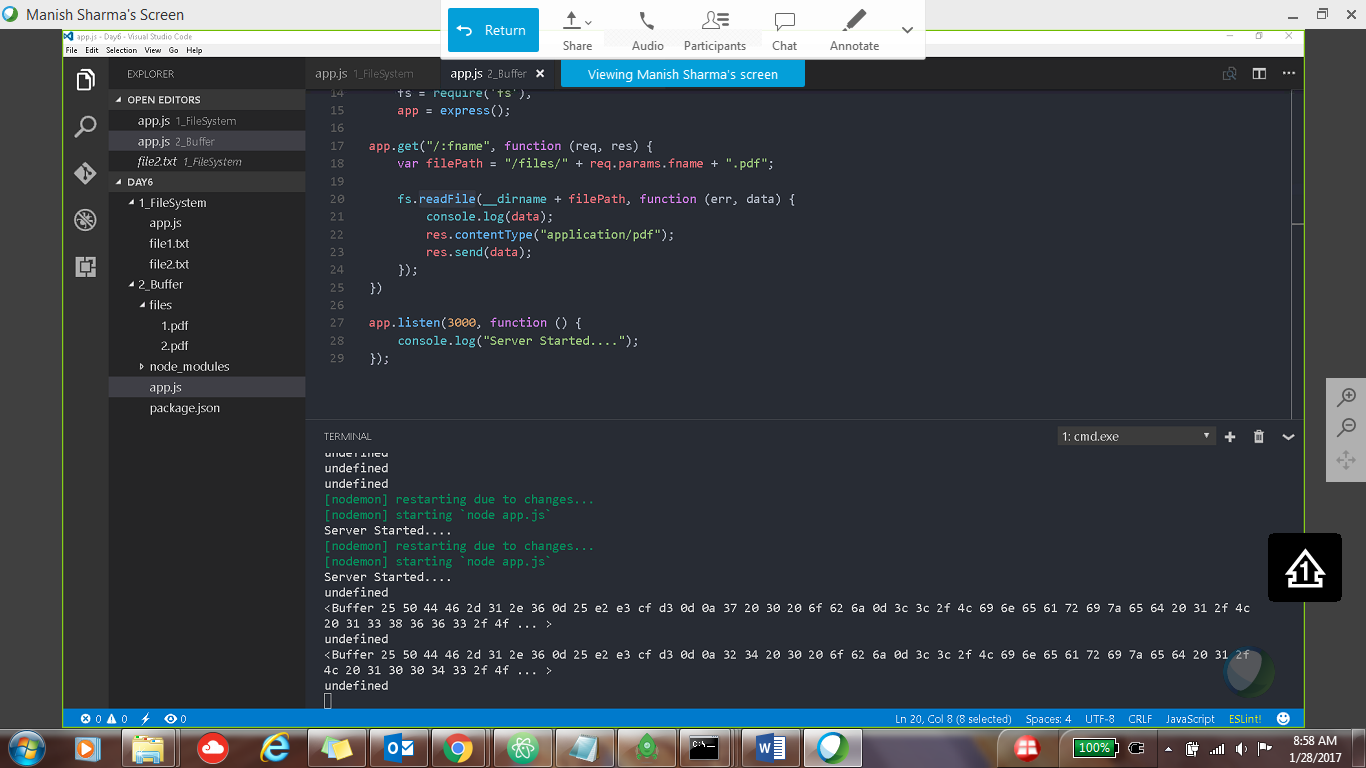 Manish Sharma's Screen
Return
Share
Audio
Participants
Chat
Annotate
Viewing Manish Sharma's screen
app.js - Day6 - Visual Studio Code
File Edit Selection View Go Help
EXPLORER
OPEN EDITORS
app.js 1_FileSystem
app.js 2_Buffer
file2.txt 1_FileSystem
DAY6
1_FileSystem
app.js
file1.txt
file2.txt
2_Buffer
files
1.pdf
2.pdf
node_modules
app.js
package.json
app.js 1_FileSystem
app.js 2_Buffer
14 fs = require('fs'),
15 app = express();
16
17 app.get("/:fname", function (req, res) {
18 var filePath = "/files/" + req.params.fname + ".pdf";
19
20 fs.readFile(__dirname + filePath, function (err, data) {
21 console.log(data);
22 res.contentType("application/pdf");
23 res.send(data);
24 });
25 })
26
27 app.listen(3000, function () {
28 console.log("Server Started....");
29 });
TERMINAL
1: cmd.exe
undefined
undefined
undefined
[nodemon] restarting due to changes...
[nodemon] starting `node app.js`
Server Started....
[nodemon] restarting due to changes...
[nodemon] starting `node app.js`
Server Started....
undefined
<Buffer 25 50 44 46 2d 31 2e 36 0d 25 e2 e3 cf d3 0d 0a 37 20 30 20 6f 62 6a 0d 3c 3c 2f 4c 69 6e 65 61 72 69 7a 65 64 20 31 2f 4c
20 31 33 38 36 36 33 2f 4f ... >
undefined
<Buffer 25 50 44 46 2d 31 2e 36 0d 25 e2 e3 cf d3 0d 0a 32 34 20 30 20 6f 62 6a 0d 3c 3c 2f 4c 69 6e 65 61 72 69 7a 65 64 20 31 2f
4c 20 31 30 30 34 33 2f 4f ... >
undefined
1
0 0 0
Ln 20, Col 8 (8 selected) Spaces: 4 UTF-8 CRLF JavaScript ESLint!
100%
8:58 AM
1/28/2017